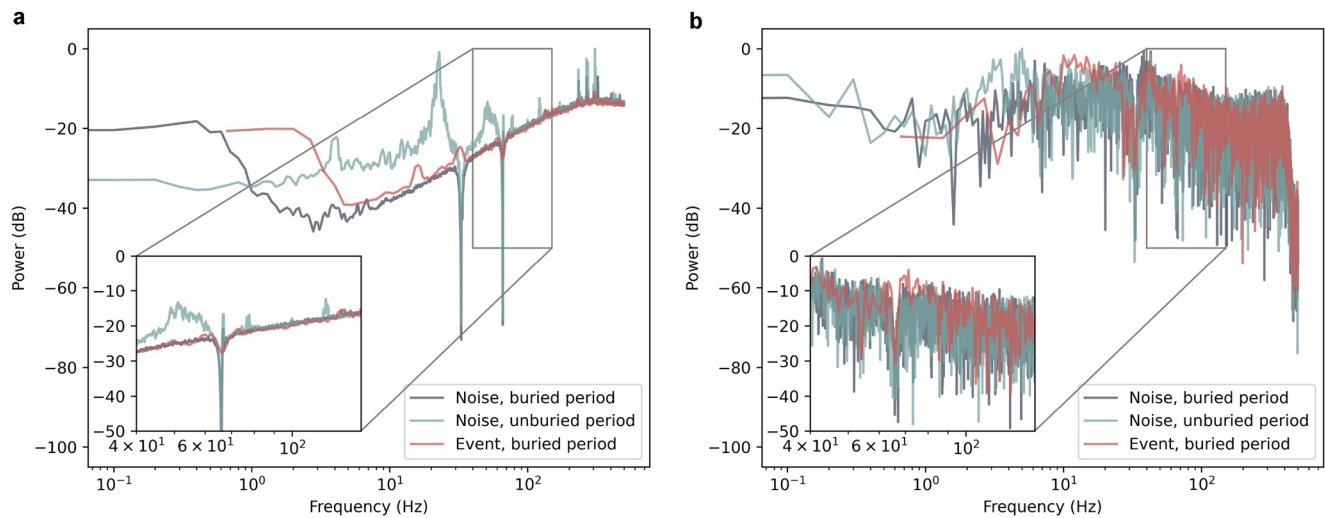 a
0
−20
−40
−60
−80
−100
Power (dB)
10⁻¹
10⁰
10¹
10²
Frequency (Hz)
0
−10
−20
−30
−40
−50
4 × 10¹
6 × 10¹
10²
Noise, buried period
Noise, unburied period
Event, buried period
b
0
−20
−40
−60
−80
−100
Power (dB)
10⁻¹
10⁰
10¹
10²
Frequency (Hz)
0
−10
−20
−30
−40
−50
4 × 10¹
6 × 10¹
10²
Noise, buried period
Noise, unburied period
Event, buried period